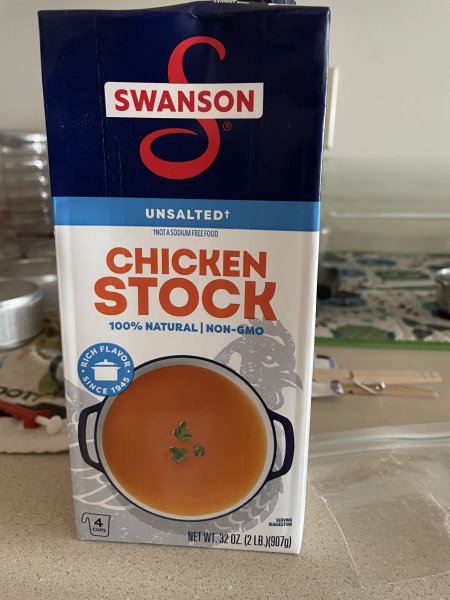 SWANSON
®
UNSALTED†
†NOT A SODIUM FREE FOOD
CHICKEN
STOCK
100% NATURAL | NON-GMO
RICH FLAVOR
SINCE 1945
4
CUPS
SERVING
SUGGESTION
NET WT. 32 OZ. (2 LB.)(907g)